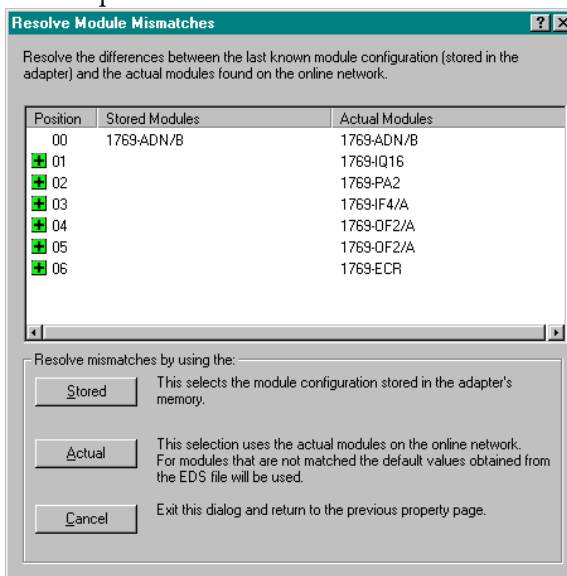 Resolve Module Mismatches
Resolve the differences between the last known module configuration (stored in the
adapter) and the actual modules found on the online network.
Position Stored Modules Actual Modules
00 1769-ADN/B 1769-ADN/B
01 1769-IQ16
02 1769-PA2
03 1769-IF4/A
04 1769-OF2/A
05 1769-OF2/A
06 1769-ECR
Resolve mismatches by using the:
Stored
This selects the module configuration stored in the adapter's
memory.
Actual
This selection uses the actual modules on the online network.
For modules that are not matched the default values obtained from
the EDS file will be used.
Cancel
Exit this dialog and return to the previous property page.